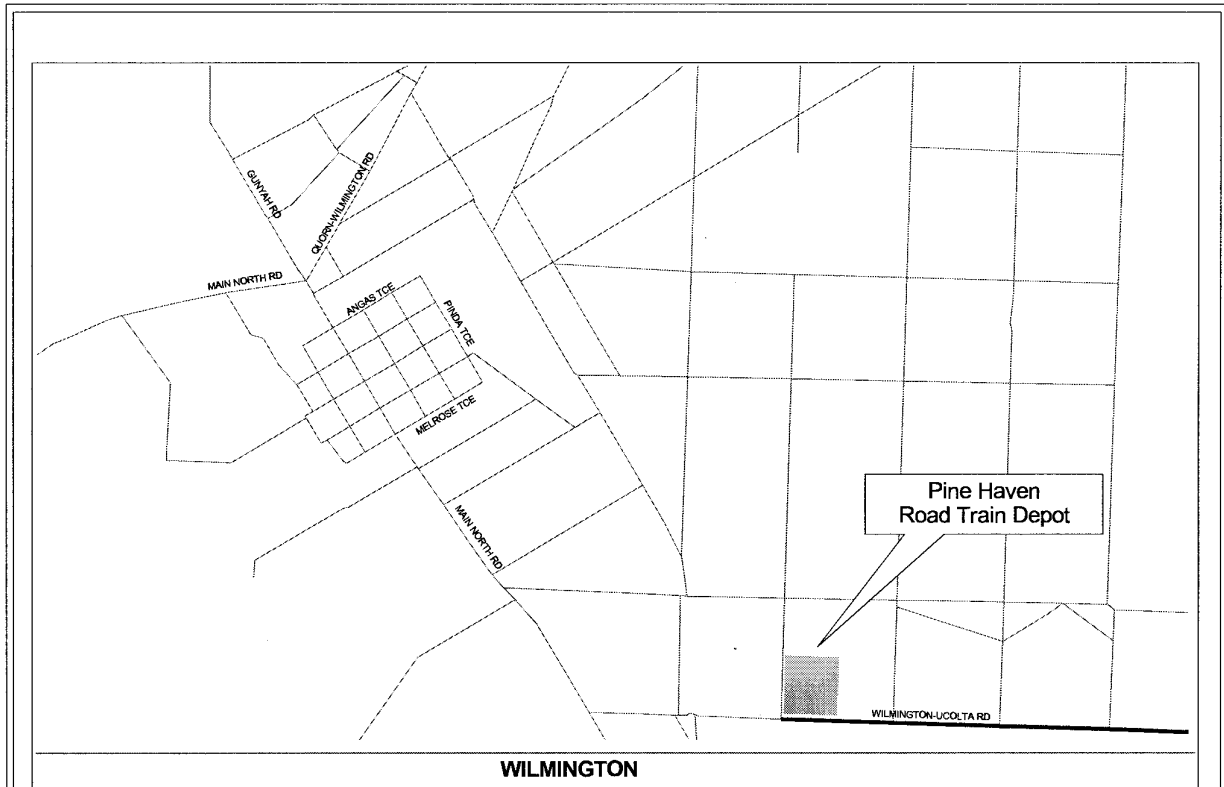 GUNYAH RD
QUORN-WILMINGTON RD
MAIN NORTH RD
ANGAS TCE
PINDA TCE
MELROSE TCE
MAIN NORTH RD
Pine Haven
Road Train Depot
WILMINGTON-UCOLTA RD
WILMINGTON